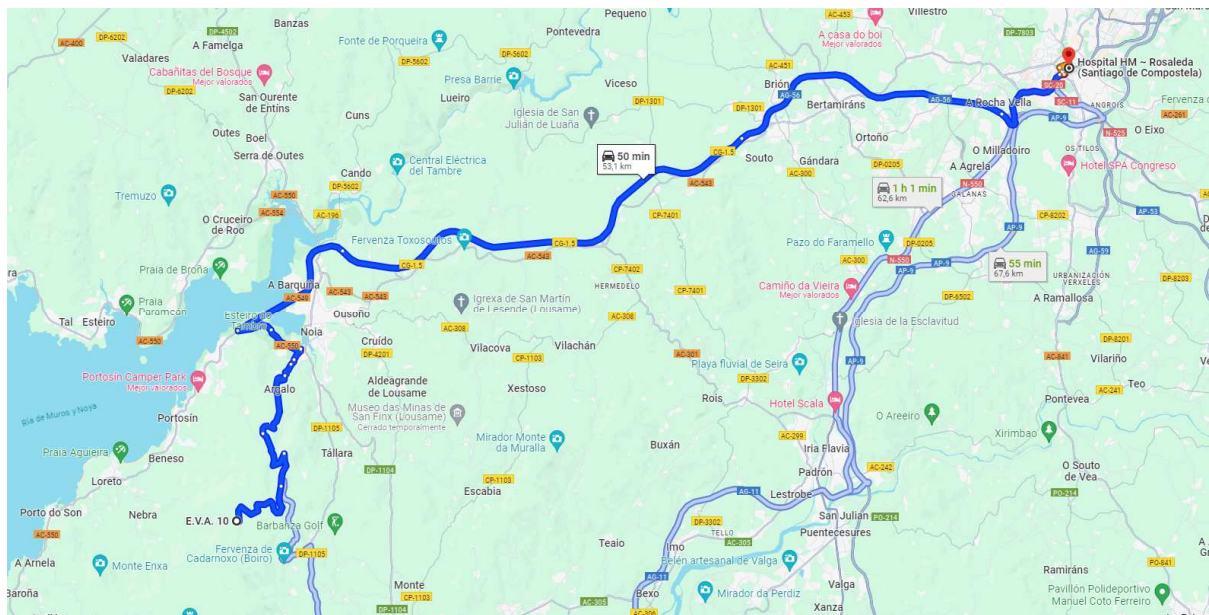 Banzas
Pequeno
Pontevedra
AC-453
Villestro
San Marc
DP-6202
DP-4502
Fonte de Porqueira
A casa do boi
Mejor valorados
DP-7803
AC-400
A Famelga
Valadares
DP-5602
AC-451
Hospital HM ~ Rosaleda
(Santiago de Compostela)
Cabañitas del Bosque
Mejor valorados
Presa Barrie
Viceso
Brión
DP-6202
Lueiro
DP-1301
AG-56
SC-20
San Ourente
de Entíns
Iglesia de San
Julián de Luaña
DP-1301
Bertamiráns
AG-56
A Rocha Vella
SC-11
ANGROIS
Fervenza c
Outes
Cuns
AP-9
AC-261
Boel
Ortoño
N-525
O Eixo
Serra de Outes
50 min
53,1 km
CG-1.5
Souto
O Milladoiro
OS TILOS
Cando
Central Eléctrica
del Tambre
Gándara
DP-0205
A Agrela
Hotel SPA Congreso
Tremuzo
DP-5602
AC-543
AC-300
1 h 1 min
62,6 km
N-550
GALANAS
AC-550
AC-554
AC-196
O Cruceiro
de Roo
CP-7401
CP-8202
AP-53
AP-9
Fervenza Toxosoutos
CG-1,5
Pazo do Faramello
DP-0205
AG-59
Praia de Broña
AC-543
AC-300
N-550
55 min
67,6 km
CG-1,5
CP-7402
AP-9
DP-8203
A Barquiña
HERMEDELO
CP-7401
Camiño da Vieira
Mejor valorados
URBANIZACIÓN
VERXELES
AC-549
AC-543
AC-543
Igrexa de San Martín
de Lesende (Lousame)
DP-6502
A Ramallosa
Praia
Paramcán
Tal
Esteiro
Esteiro do
Tambre
Ousoño
AC-308
AC-308
Iglesia de la Esclavitud
AC-550
Noia
Cruído
AC-550
DP-4201
Vilacova
Vilachán
CP-1103
AC-301
Playa fluvial de Seira
AP-9
DP-8201
Vilariño
AC-841
Portosín Camper Park
Mejor valorados
Argalo
Aldeagrande
de Lousame
Xestoso
DP-3302
Teo
Ría de Muros y Noya
Rois
Hotel Scala
AC-241
Portosín
Museo das Minas de
San Finx (Lousame)
Cerrado temporalmente
O Areeiro
Pontevea
DP-1105
AC-299
Xirimbao
Praia Aguieira
Beneso
Tállara
Mirador Monte
da Muralla
Buxán
Iria Flavia
AC-242
Loreto
DP-1104
Padrón
O Souto
de Vea
CP-1103
AG-11
Lestrobe
Escabia
PO-214
Porto do Son
Nebra
E.V.A. 10
DP-3302
San Julian
PO-214
Barbanza Golf
TELLO
Puentecesures
AC-550
Teaio
Imo
AC-305
Fervenza de
Cadarnoxo (Boiro)
DP-1105
Belén artesanal de Valga
A Arnela
Monte Enxa
AG-11
Ramiráns
PO-841
Monte
Valga
Baroña
CP-1103
Bexo
Mirador da Perdiz
Pavillón Polideportivo
Manuel Coto Ferreiro
DP-1104
AC-305
AC-306
Xanza